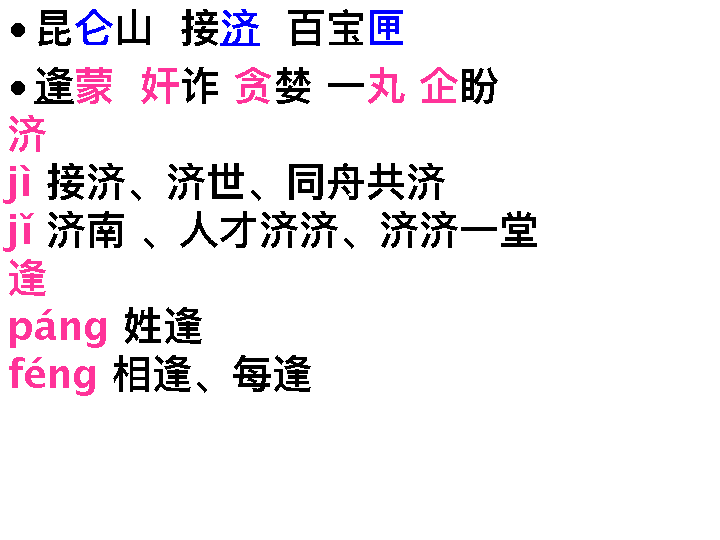 •昆仑山 接济 百宝匣
•逢蒙 奸诈 贪婪 一丸 企盼
济
jì 接济、济世、同舟共济
jǐ 济南 、人才济济、济济一堂
逢
páng 姓逢
féng 相逢、每逢